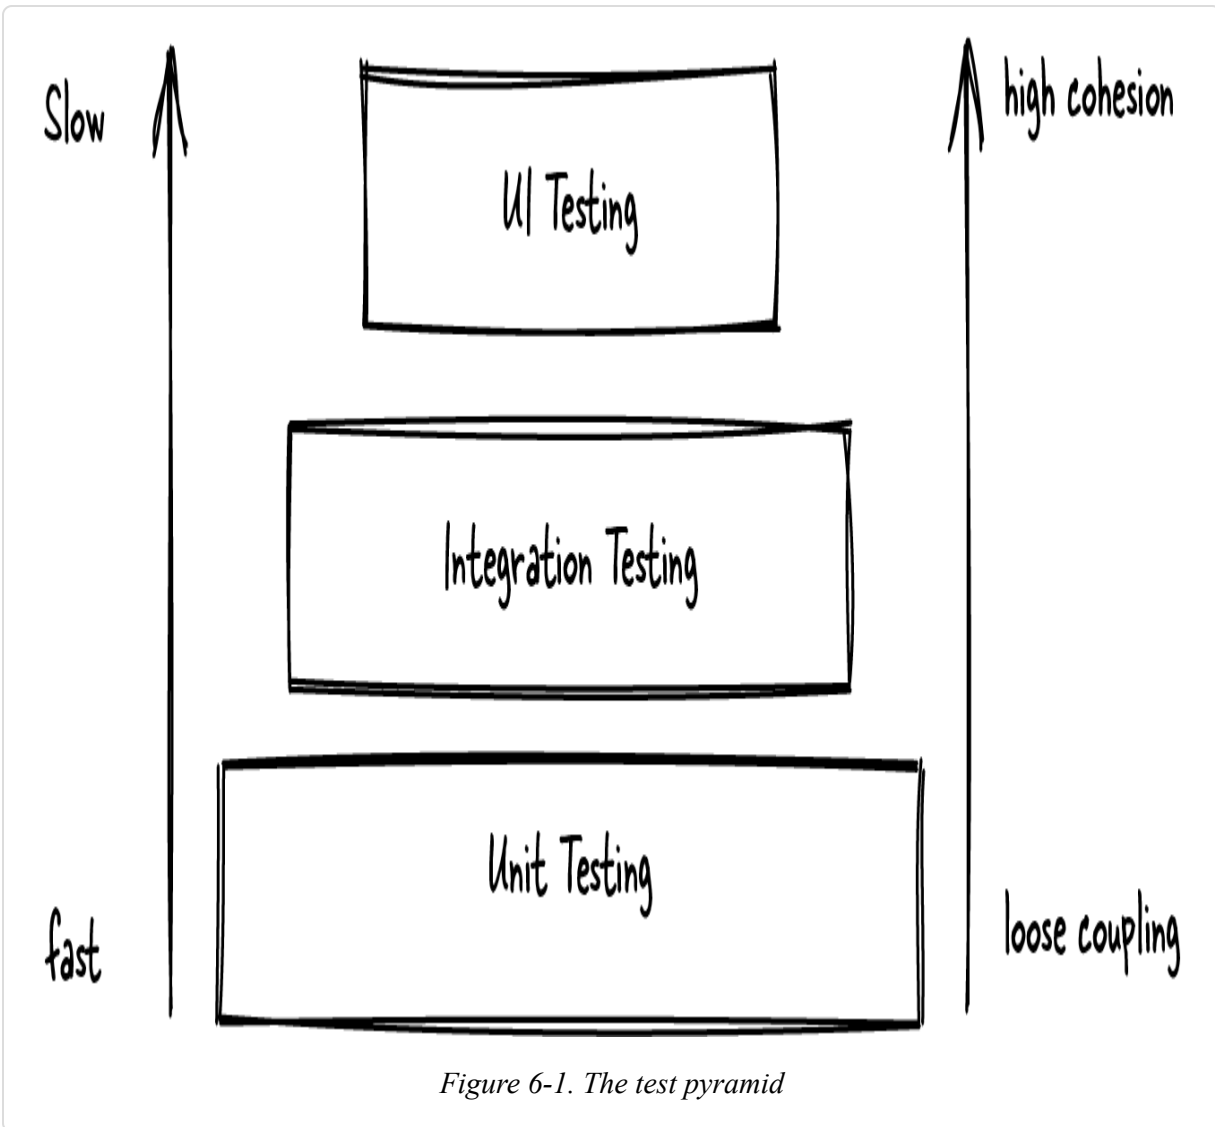 Slow
high cohesion
UI Testing
Integration Testing
Unit Testing
fast
loose coupling
Figure 6-1. The test pyramid